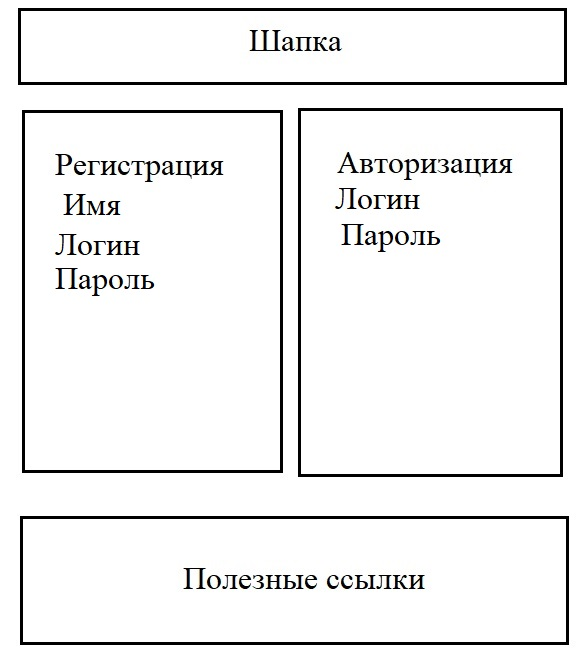 Шапка
Регистрация
Имя
Логин
Пароль
Авторизация
Логин
Пароль
Полезные ссылки